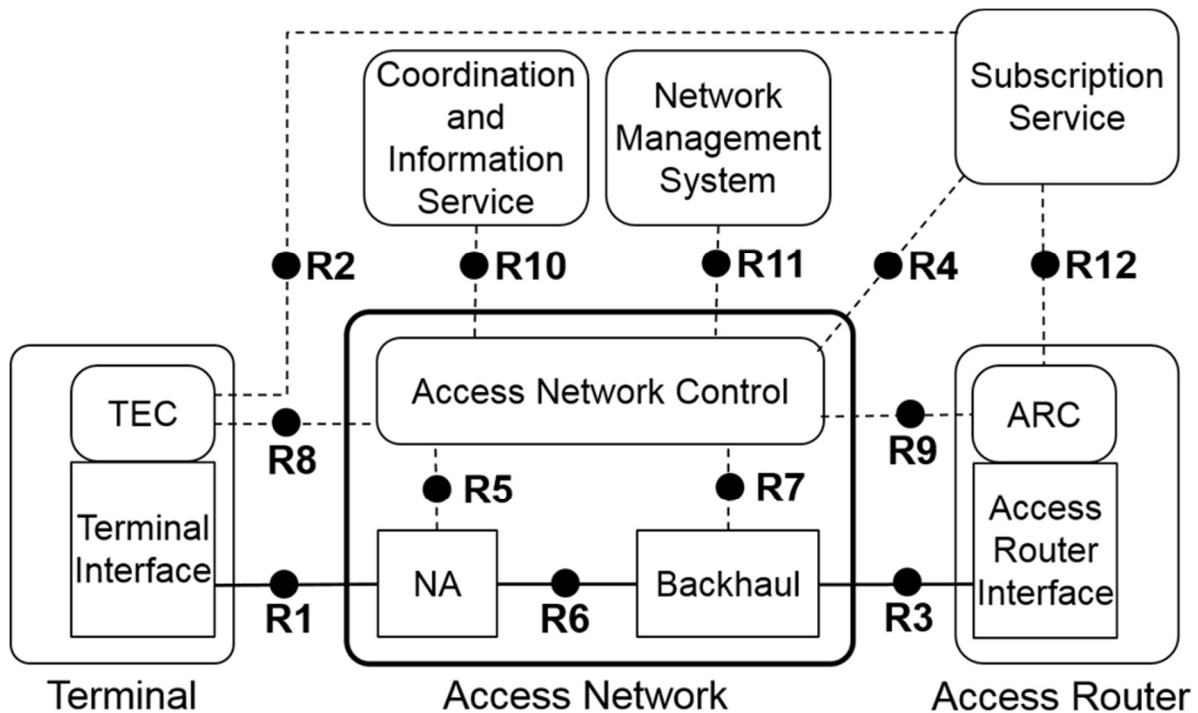 Coordination
and
Information
Service
Network
Management
System
Subscription
Service
R2
R10
R11
R4
R12
TEC
Access Network Control
ARC
R8
R9
R5
R7
Terminal
Interface
NA
Backhaul
Access
Router
Interface
R1
R6
R3
Terminal
Access Network
Access Router